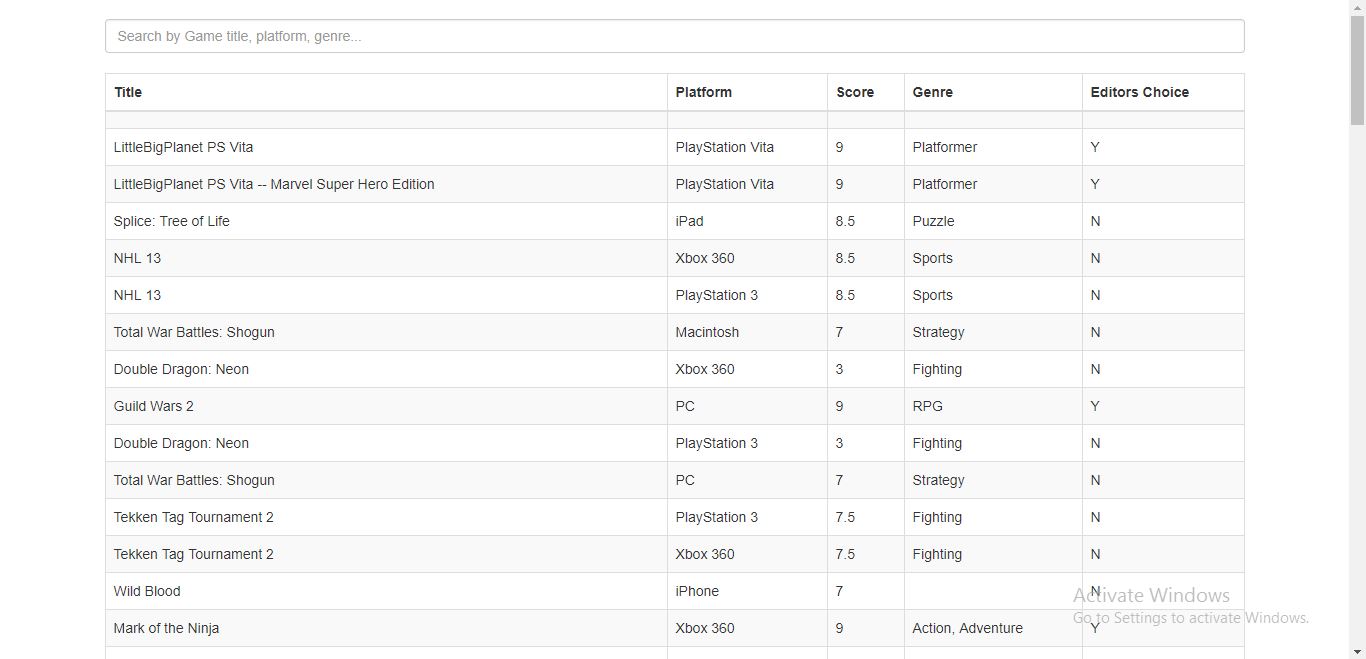 Search by Game title, platform, genre...
Title Platform Score Genre Editors Choice
LittleBigPlanet PS Vita PlayStation Vita 9 Platformer Y
LittleBigPlanet PS Vita -- Marvel Super Hero Edition PlayStation Vita 9 Platformer Y
Splice: Tree of Life iPad 8.5 Puzzle N
NHL 13 Xbox 360 8.5 Sports N
NHL 13 PlayStation 3 8.5 Sports N
Total War Battles: Shogun Macintosh 7 Strategy N
Double Dragon: Neon Xbox 360 3 Fighting N
Guild Wars 2 PC 9 RPG Y
Double Dragon: Neon PlayStation 3 3 Fighting N
Total War Battles: Shogun PC 7 Strategy N
Tekken Tag Tournament 2 PlayStation 3 7.5 Fighting N
Tekken Tag Tournament 2 Xbox 360 7.5 Fighting N
Wild Blood iPhone 7 N
Mark of the Ninja Xbox 360 9 Action, Adventure Y
Activate Windows
Go to Settings to activate Windows.